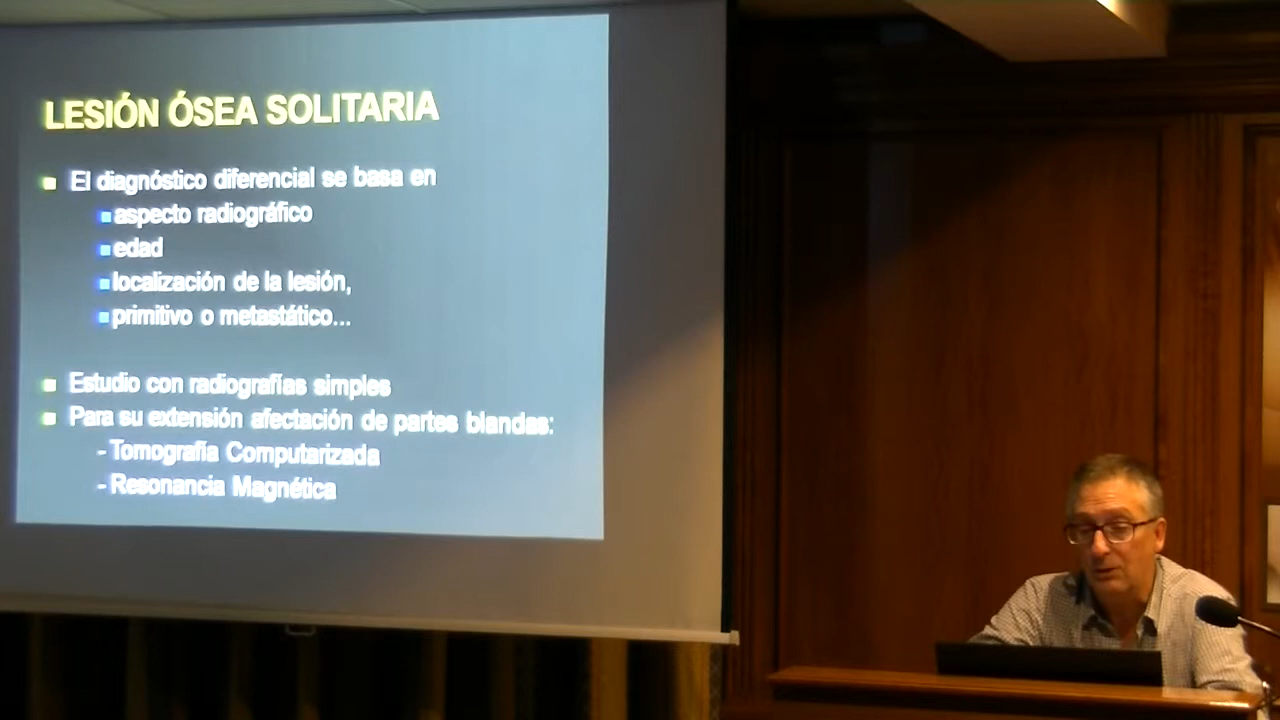 LESIÓN ÓSEA SOLITARIA
El diagnóstico diferencial se basa en
aspecto radiográfico
edad
localización de la lesión,
primitivo o metastático...
Estudio con radiografías simples
Para su extensión afectación de partes blandas:
- Tomografía Computarizada
- Resonancia Magnética